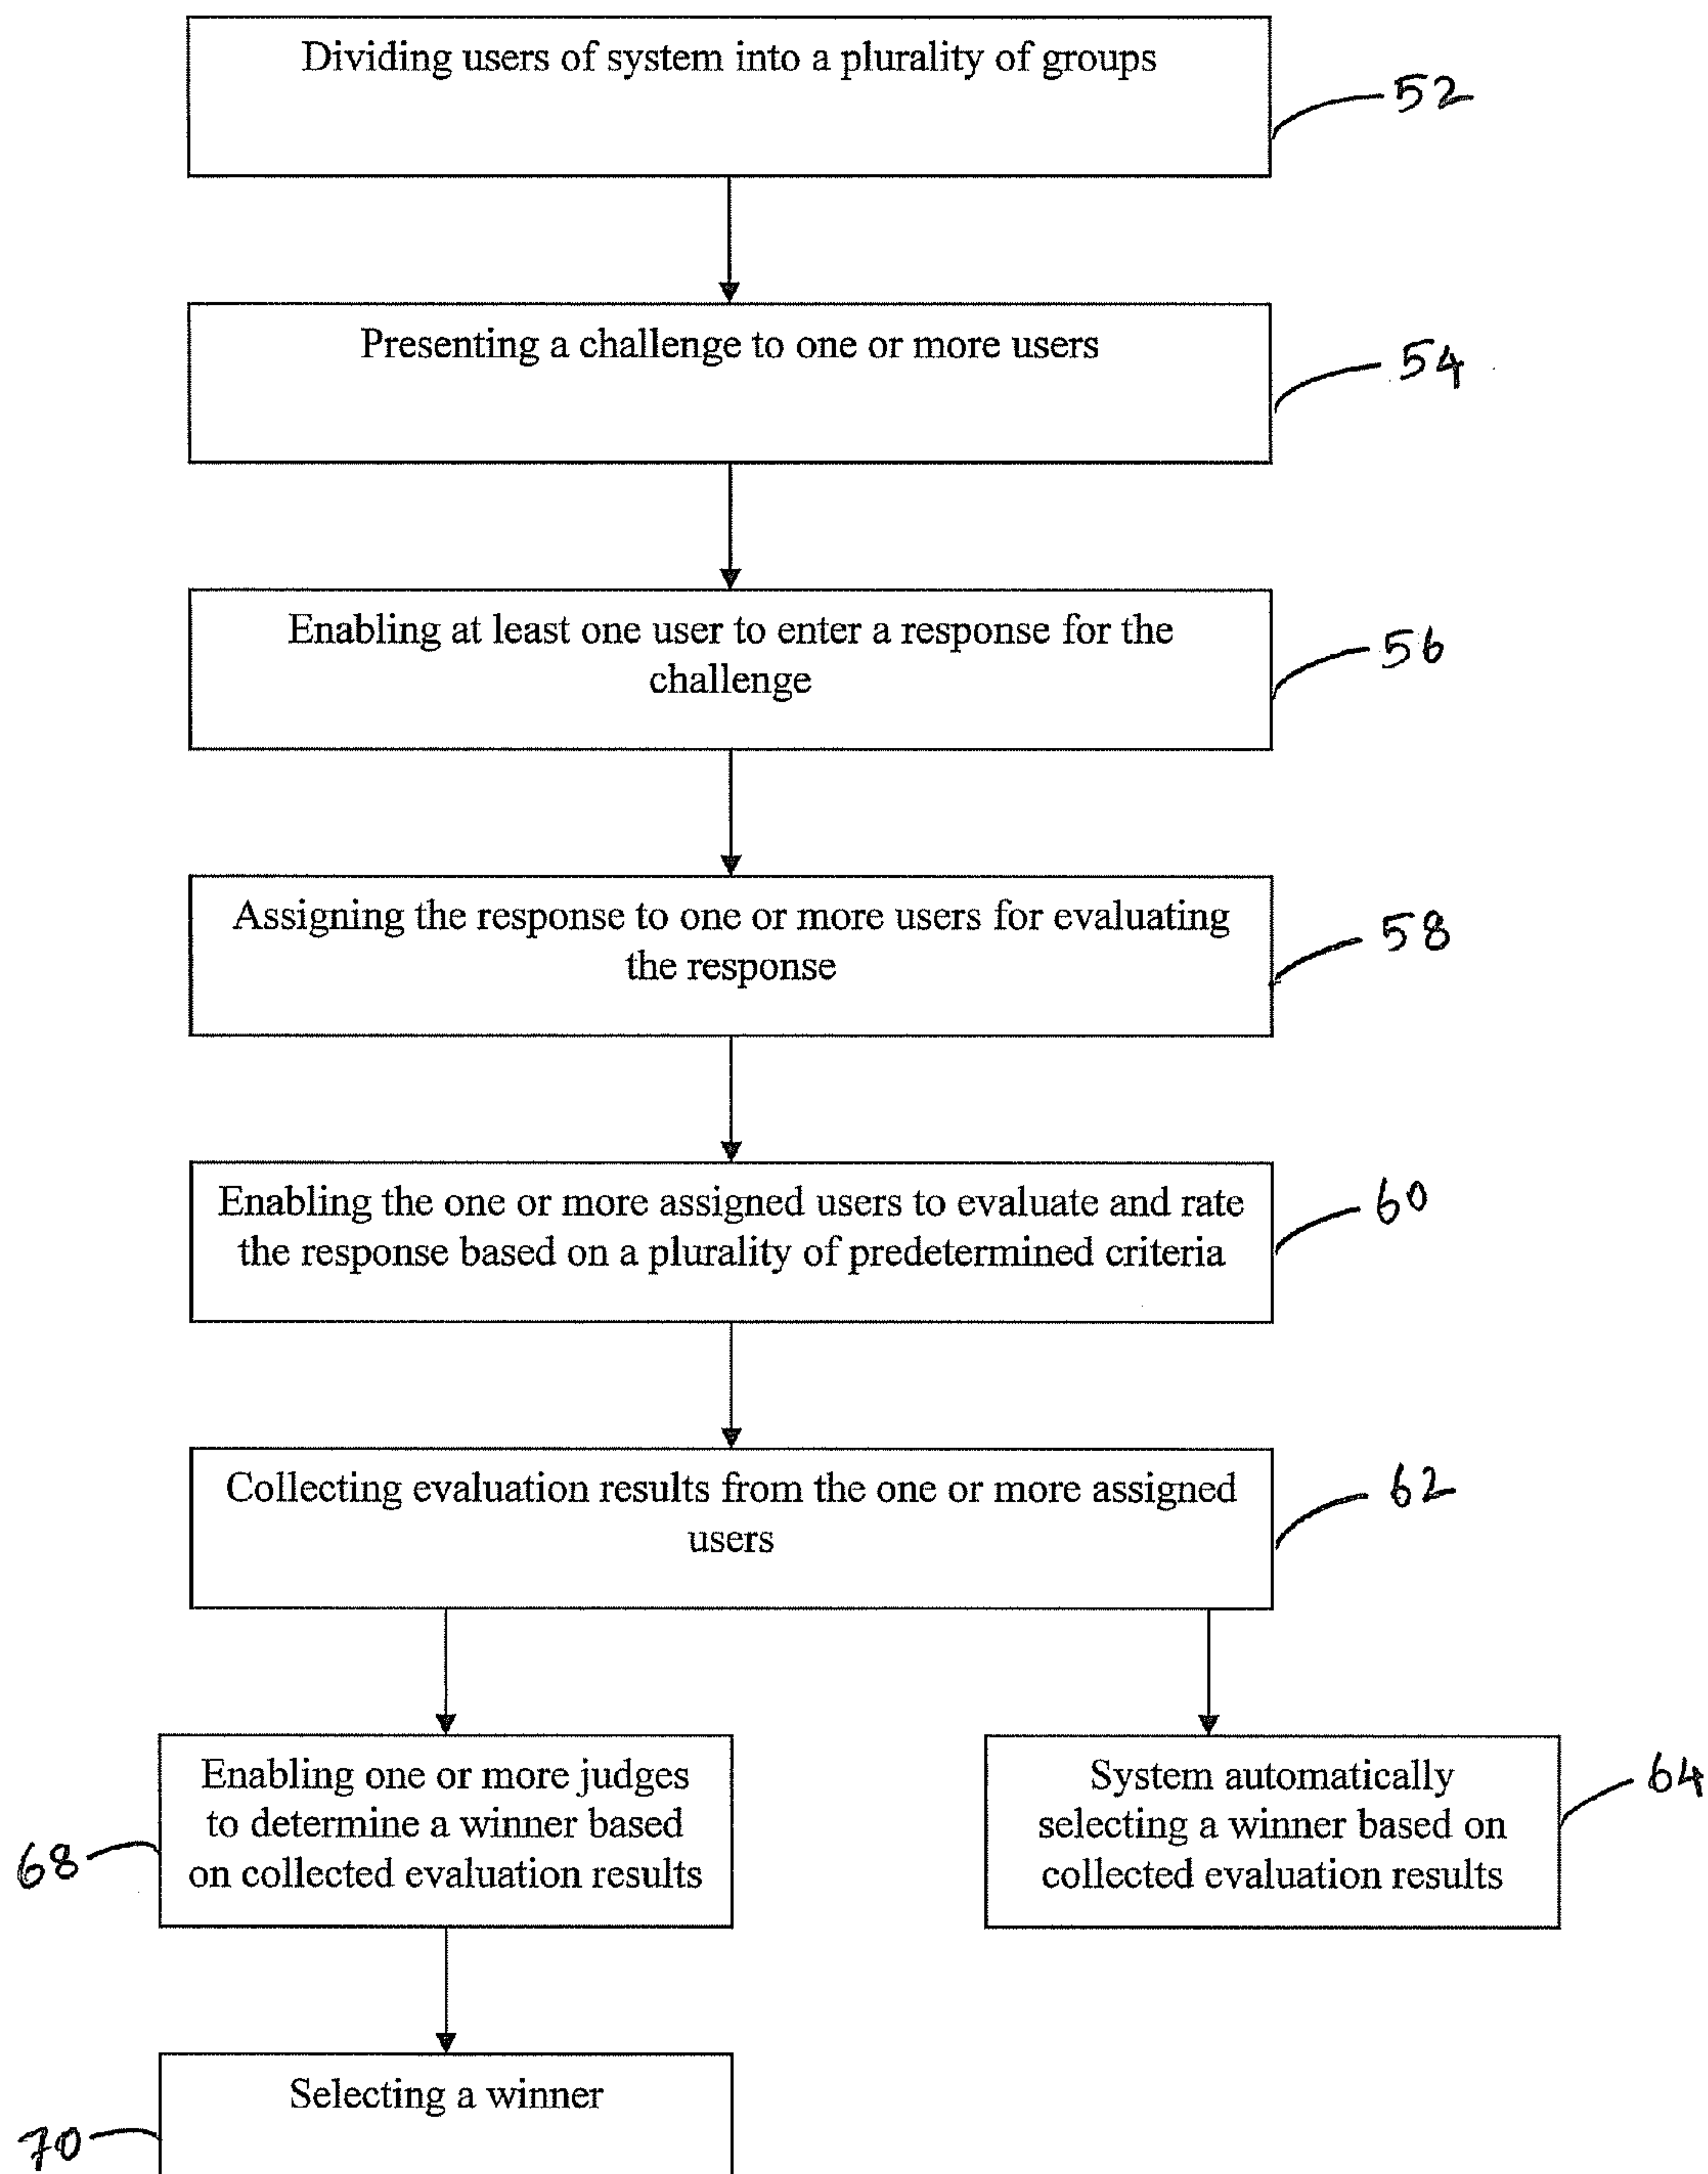 Dividing users of system into a plurality of groups
52
Presenting a challenge to one or more users
54
Enabling at least one user to enter a response for the
challenge
56
Assigning the response to one or more users for evaluating
the response
58
Enabling the one or more assigned users to evaluate and rate
the response based on a plurality of predetermined criteria
60
Collecting evaluation results from the one or more assigned
users
62
Enabling one or more judges
to determine a winner based
on collected evaluation results
68
System automatically
selecting a winner based on
collected evaluation results
64
Selecting a winner
70